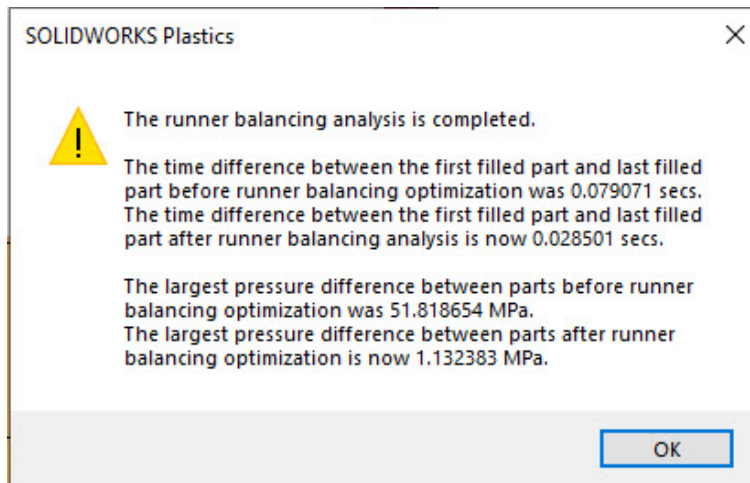 SOLIDWORKS Plastics
The runner balancing analysis is completed.
The time difference between the first filled part and last filled
part before runner balancing optimization was 0.079071 secs.
The time difference between the first filled part and last filled
part after runner balancing analysis is now 0.028501 secs.
The largest pressure difference between parts before runner
balancing optimization was 51.818654 MPa.
The largest pressure difference between parts after runner
balancing optimization is now 1.132383 MPa.
OK